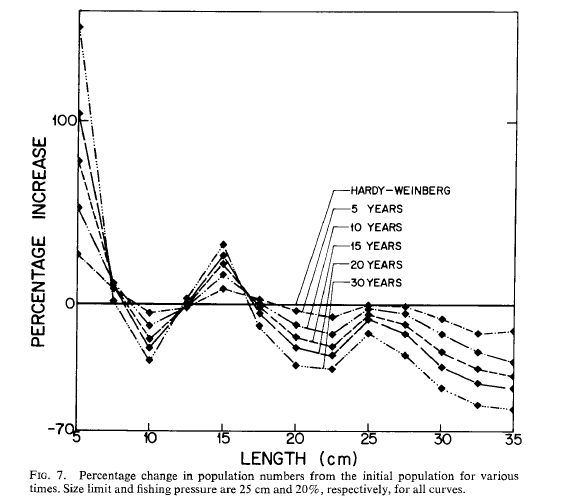 100
PERCENTAGE INCREASE
HARDY-WEINBERG
5 YEARS
10 YEARS
15 YEARS
20 YEARS
30 YEARS
0
-70
5 10 15 20 25 30 35
LENGTH (cm)
FIG. 7. Percentage change in population numbers from the initial population for various
times. Size limit and fishing pressure are 25 cm and 20%, respectively, for all curves.